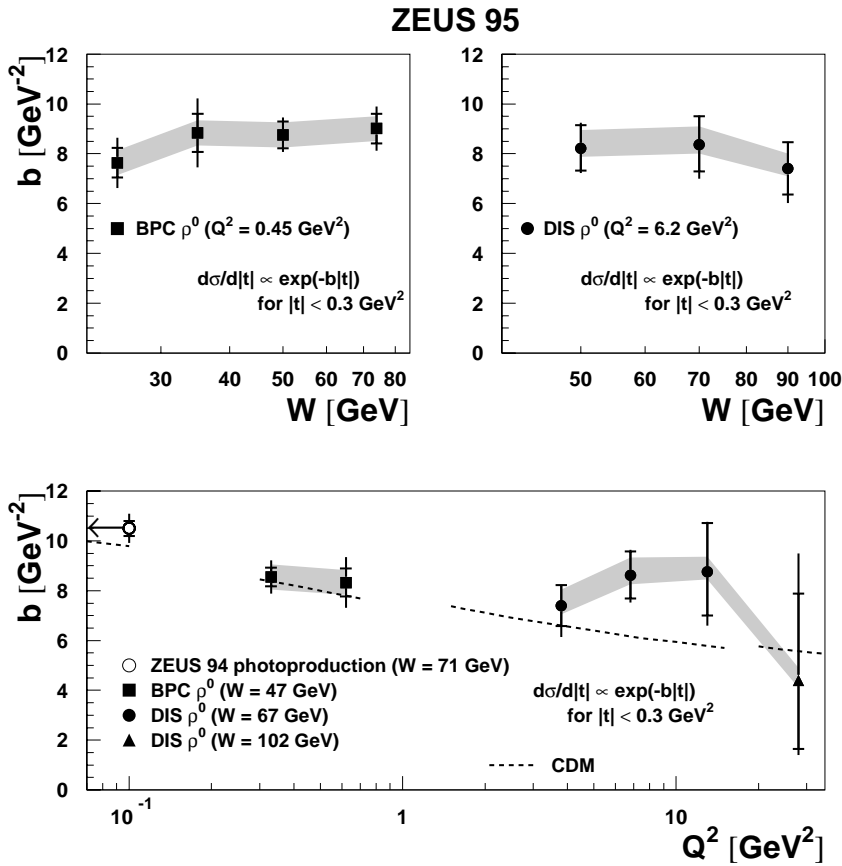 ZEUS 95
b [GeV⁻²]
12
10
8
6
4
2
0
BPC ρ⁰ (Q² = 0.45 GeV²)
dσ/d|t| ∝ exp(-b|t|)
for |t| < 0.3 GeV²
30 40 50 60 70 80
W [GeV]
b [GeV⁻²]
12
10
8
6
4
2
0
DIS ρ⁰ (Q² = 6.2 GeV²)
dσ/d|t| ∝ exp(-b|t|)
for |t| < 0.3 GeV²
50 60 70 80 90 100
W [GeV]
b [GeV⁻²]
12
10
8
6
4
2
0
ZEUS 94 photoproduction (W = 71 GeV)
BPC ρ⁰ (W = 47 GeV)
DIS ρ⁰ (W = 67 GeV)
DIS ρ⁰ (W = 102 GeV)
dσ/d|t| ∝ exp(-b|t|)
for |t| < 0.3 GeV²
CDM
10⁻¹ 1 10
Q² [GeV²]